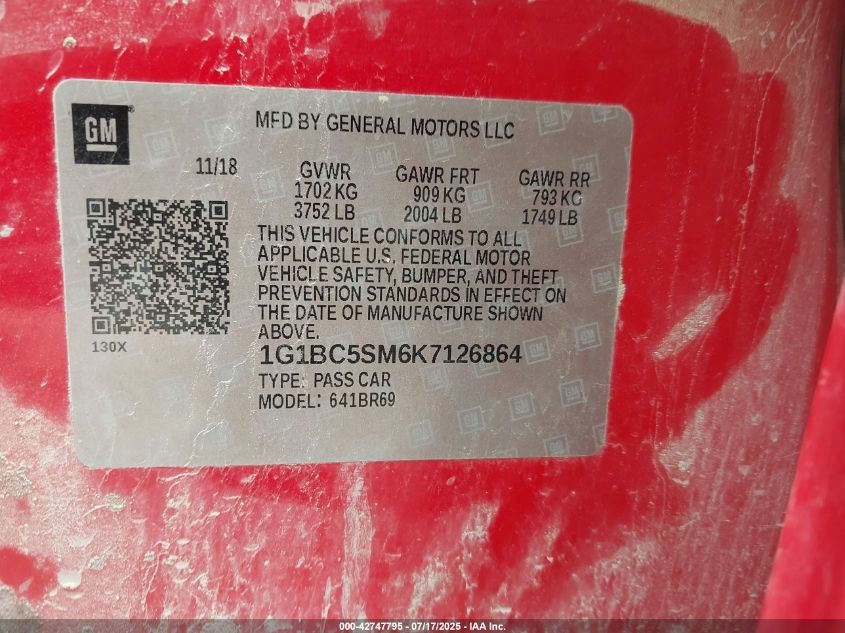 GM
MFD BY GENERAL MOTORS LLC
11/18
GVWR
1702 KG
3752 LB
GAWR FRT
909 KG
2004 LB
GAWR RR
793 KG
1749 LB
THIS VEHICLE CONFORMS TO ALL
APPLICABLE U.S. FEDERAL MOTOR
VEHICLE SAFETY, BUMPER, AND THEFT
PREVENTION STANDARDS IN EFFECT ON
THE DATE OF MANUFACTURE SHOWN
ABOVE.
130X
1G1BC5SM6K7126864
TYPE: PASS CAR
MODEL: 641BR69
000-42747795 - 07/17/2025 - IAA Inc.